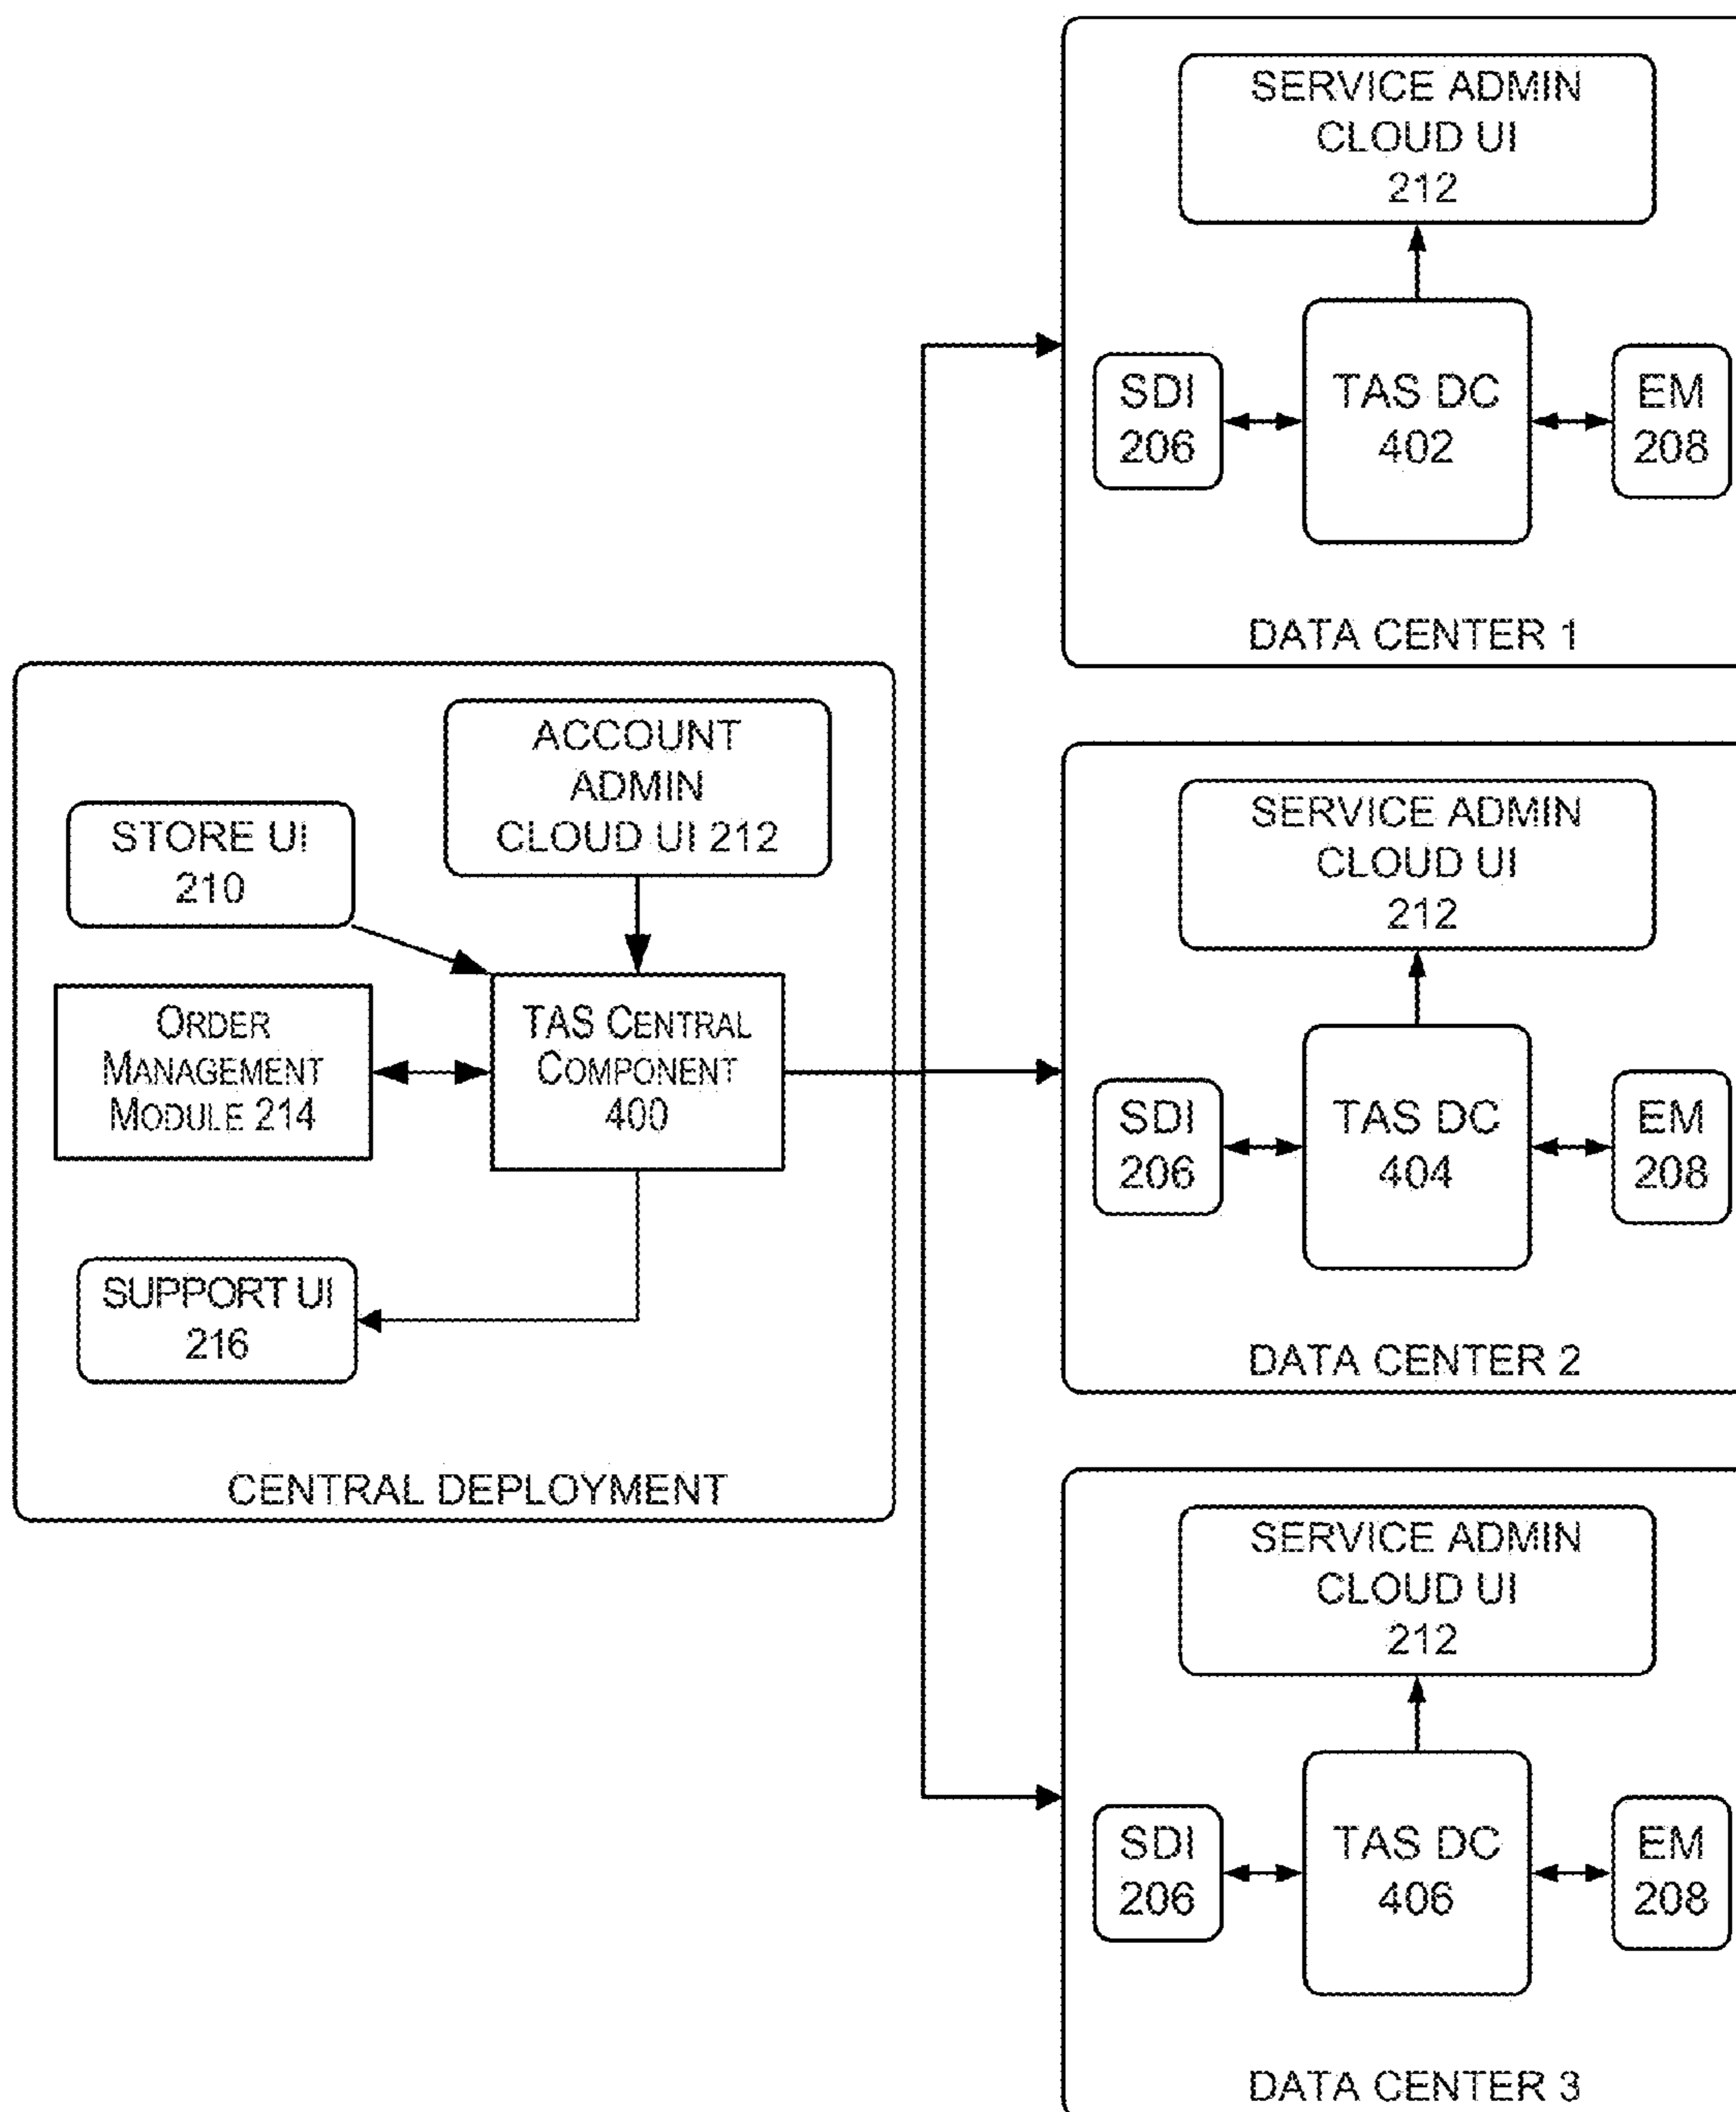 SERVICE ADMIN
CLOUD UI
212
SDI
206
TAS DC
402
EM
208
DATA CENTER 1
ACCOUNT
ADMIN
CLOUD UI 212
STORE UI
210
ORDER
MANAGEMENT
MODULE 214
TAS CENTRAL
COMPONENT
400
SUPPORT UI
216
CENTRAL DEPLOYMENT
SERVICE ADMIN
CLOUD UI
212
SDI
206
TAS DC
404
EM
208
DATA CENTER 2
SERVICE ADMIN
CLOUD UI
212
SDI
206
TAS DC
406
EM
208
DATA CENTER 3